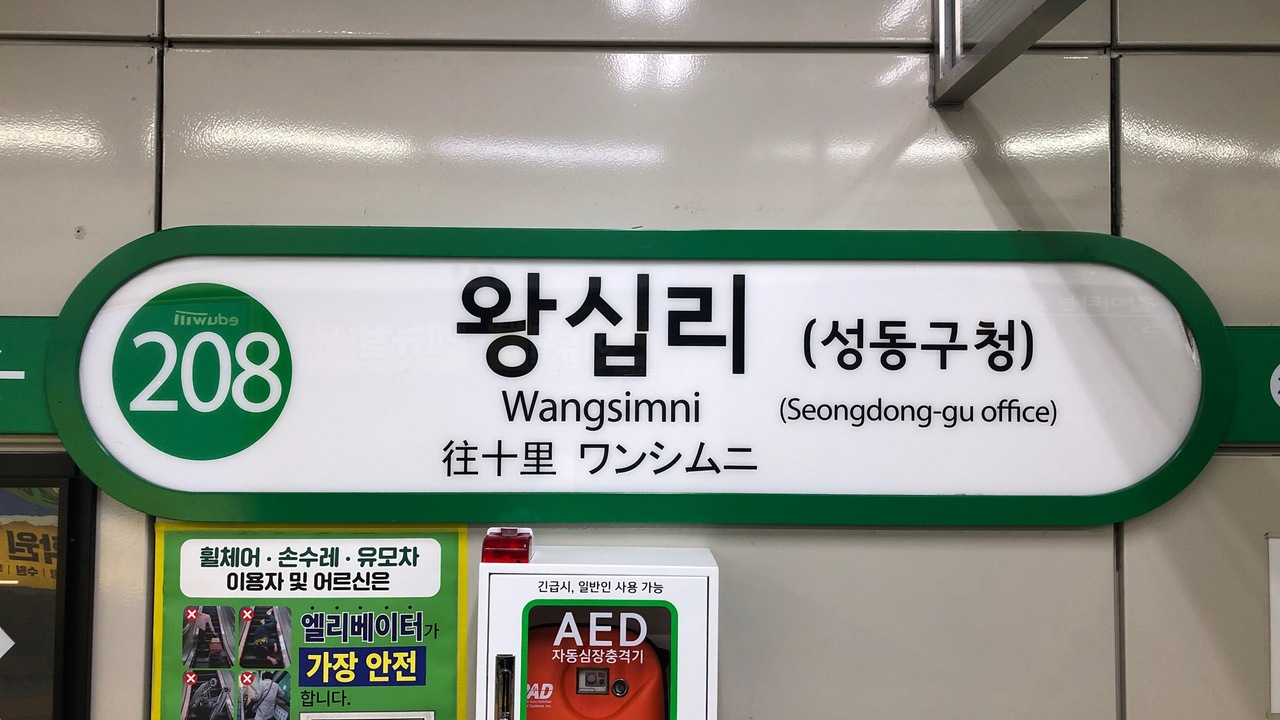 208
왕십리 (성동구청)
Wangsimni (Seongdong-gu office)
往十里 ワンシムニ
휠체어 · 손수레 · 유모차
이용자 및 어르신은
엘리베이터가
가장 안전
합니다.
긴급시, 일반인 사용 가능
AED
자동심장충격기
eduwill